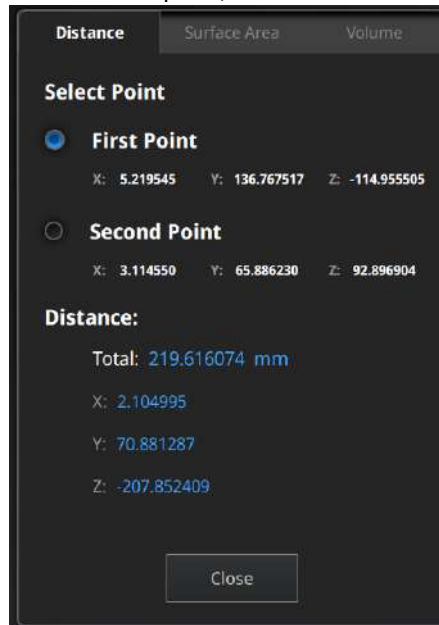 Distance Surface Area Volume
Select Point
First Point
X: 5.219545 Y: 136.767517 Z: -114.955505
Second Point
X: 3.114550 Y: 65.886230 Z: 92.896904
Distance:
Total: 219.616074 mm
X: 2.104995
Y: 70.881287
Z: -207.852409
Close